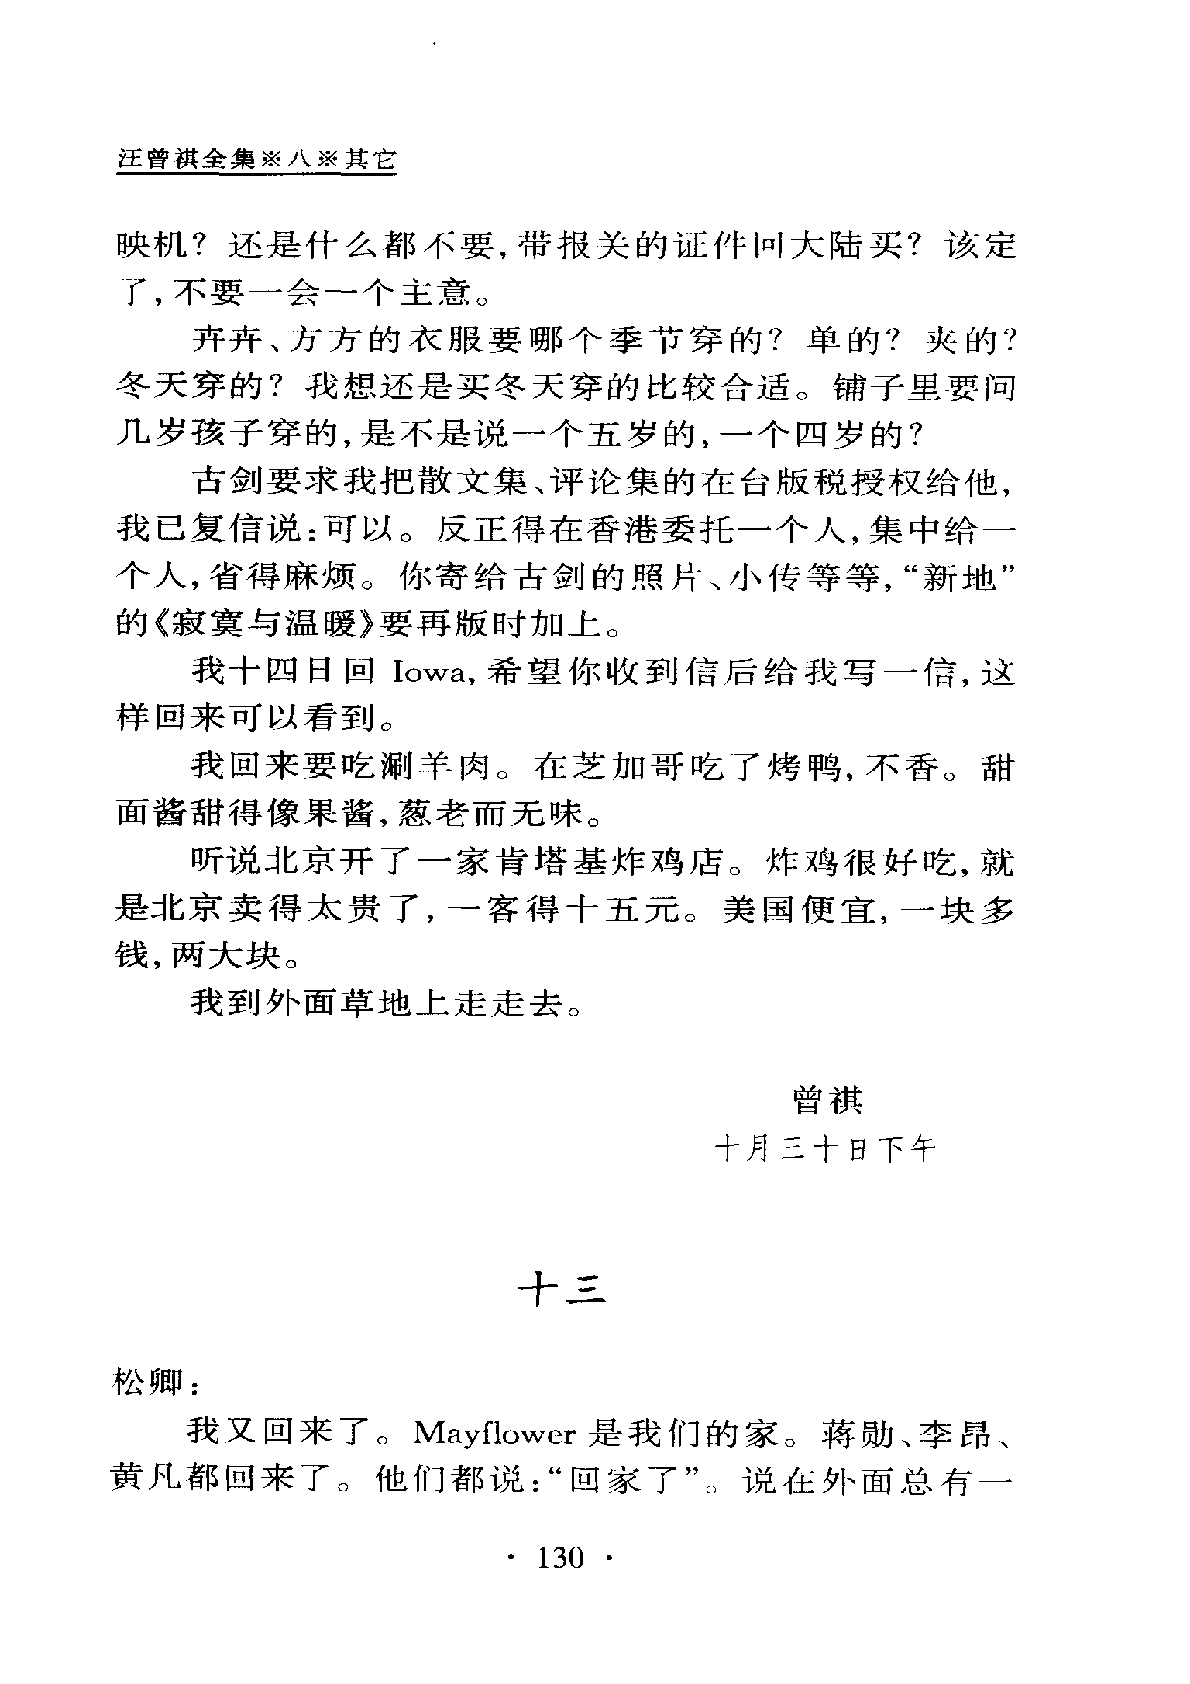 汪曾祺全集※八※其它
映机？还是什么都不要，带报关的证件回大陆买？该定
了，不要一会一个主意。
卉卉、方方的衣服要哪个季节穿的？单的？夹的？
冬天穿的？我想还是买冬天穿的比较合适。铺子里要问
几岁孩子穿的，是不是说一个五岁的，一个四岁的？
古剑要求我把散文集、评论集的在台版税授权给他，
我已复信说：可以。反正得在香港委托一个人，集中给一
个人，省得麻烦。你寄给古剑的照片、小传等等，“新地”
的《寂寞与温暖》要再版时加上。
我十四日回 Iowa，希望你收到信后给我写一信，这
样回来可以看到。
我回来要吃涮羊肉。在芝加哥吃了烤鸭，不香。甜
面酱甜得像果酱，葱老而无味。
听说北京开了一家肯塔基炸鸡店。炸鸡很好吃，就
是北京卖得太贵了，一客得十五元。美国便宜，一块多
钱，两大块。
我到外面草地上走走去。
曾祺
十月三十日下午
十三
松卿：
我又回来了。Mayflower 是我们的家。蒋勋、李昂、
黄凡都回来了。他们都说：“回家了”。说在外面总有一
· 130 ·